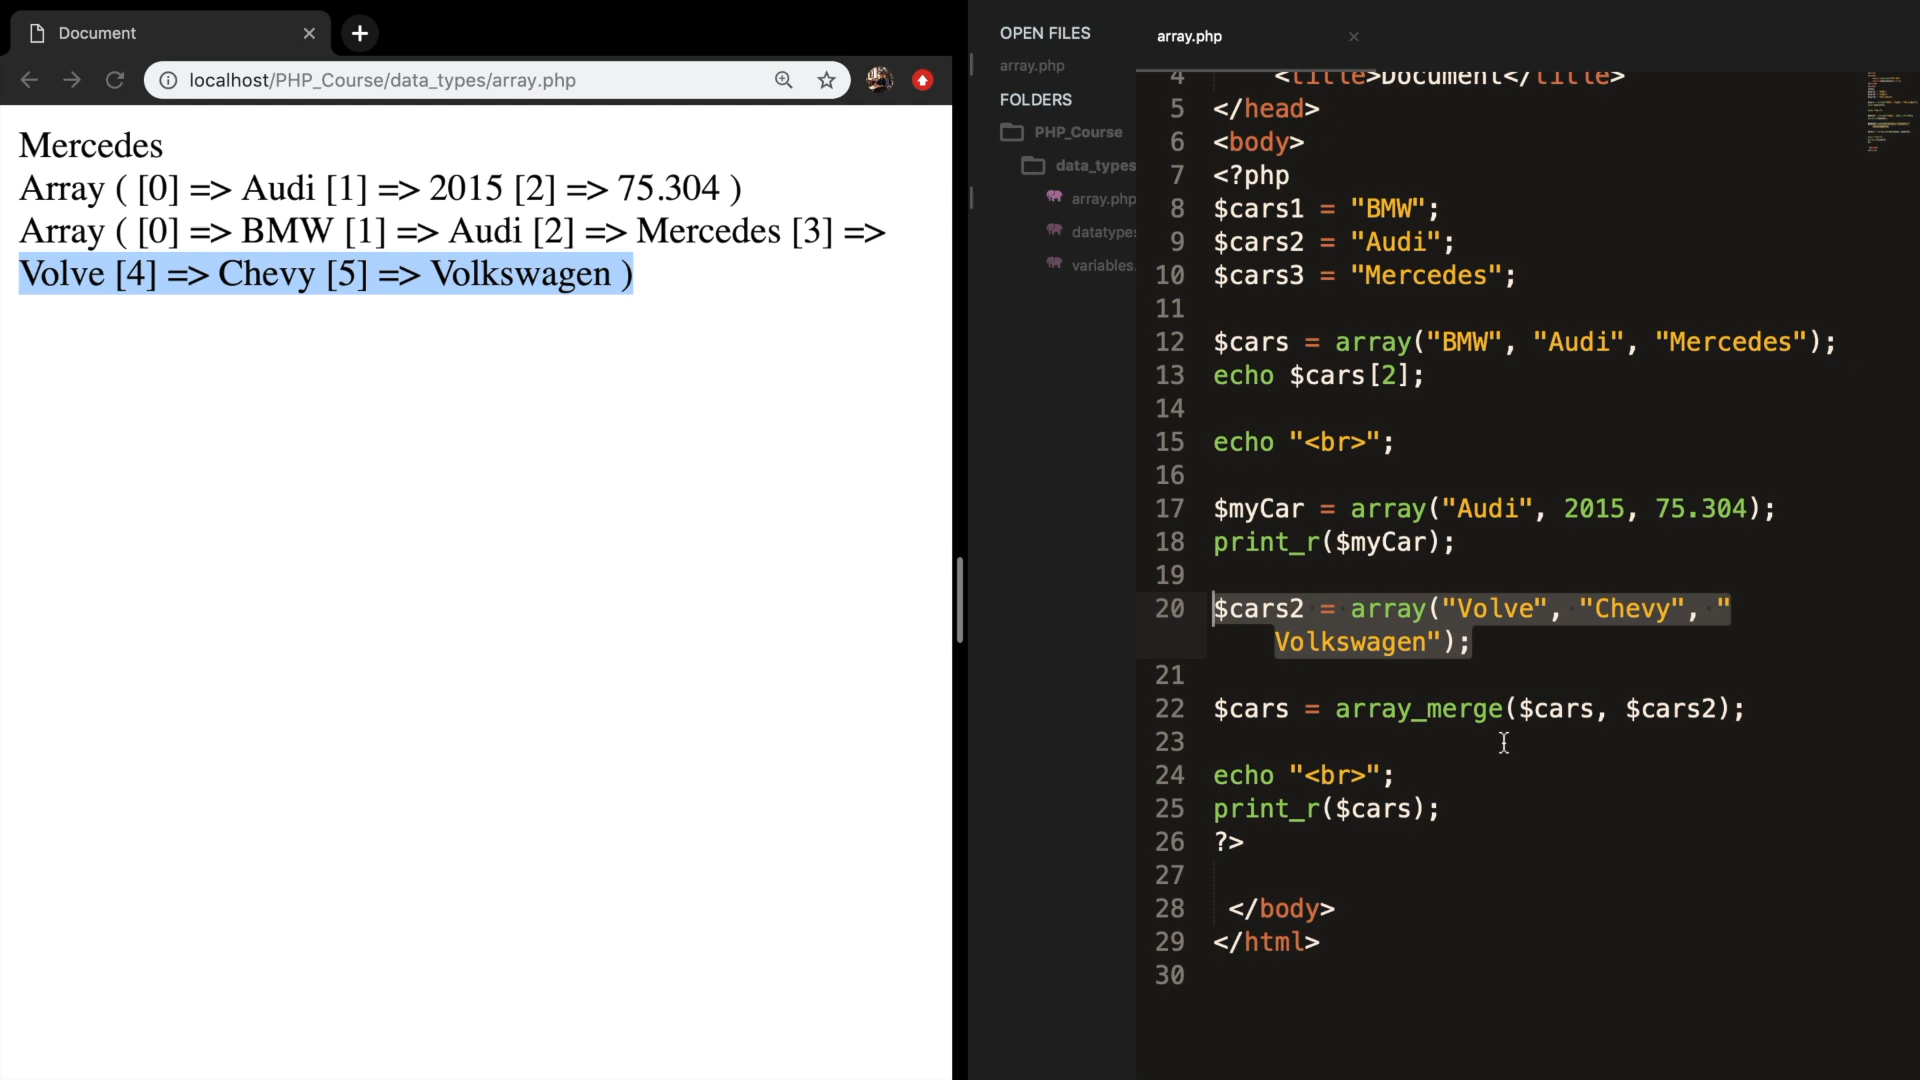 Document
localhost/PHP_Course/data_types/array.php
Mercedes
Array ( [0] => Audi [1] => 2015 [2] => 75.304 )
Array ( [0] => BMW [1] => Audi [2] => Mercedes [3] =>
Volve [4] => Chevy [5] => Volkswagen )
OPEN FILES
array.php
FOLDERS
PHP_Course
data_types
array.php
datatypes
variables.
array.php
4 <title>Document</title>
5 </head>
6 <body>
7 <?php
8 $cars1 = "BMW";
9 $cars2 = "Audi";
10 $cars3 = "Mercedes";
11
12 $cars = array("BMW", "Audi", "Mercedes");
13 echo $cars[2];
14
15 echo "<br>";
16
17 $myCar = array("Audi", 2015, 75.304);
18 print_r($myCar);
19
20 $cars2 = array("Volve", "Chevy", "
Volkswagen");
21
22 $cars = array_merge($cars, $cars2);
23
24 echo "<br>";
25 print_r($cars);
26 ?>
27
28 </body>
29 </html>
30